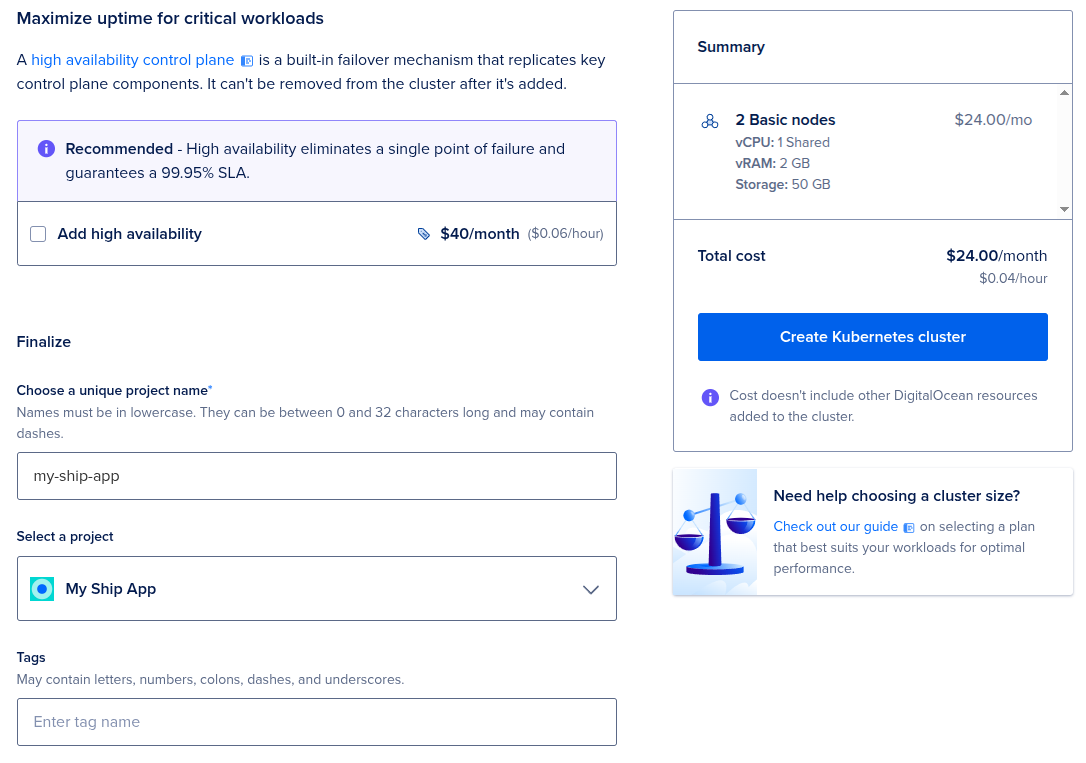 Maximize uptime for critical workloads
A high availability control plane is a built-in failover mechanism that replicates key
control plane components. It can't be removed from the cluster after it's added.
Recommended - High availability eliminates a single point of failure and
guarantees a 99.95% SLA.
Add high availability
$40/month ($0.06/hour)
Finalize
Choose a unique project name*
Names must be in lowercase. They can be between 0 and 32 characters long and may contain
dashes.
my-ship-app
Select a project
My Ship App
Tags
May contain letters, numbers, colons, dashes, and underscores.
Enter tag name
Summary
2 Basic nodes
$24.00/mo
vCPU: 1 Shared
vRAM: 2 GB
Storage: 50 GB
Total cost
$24.00/month
$0.04/hour
Create Kubernetes cluster
Cost doesn't include other DigitalOcean resources
added to the cluster.
Need help choosing a cluster size?
Check out our guide on selecting a plan
that best suits your workloads for optimal
performance.